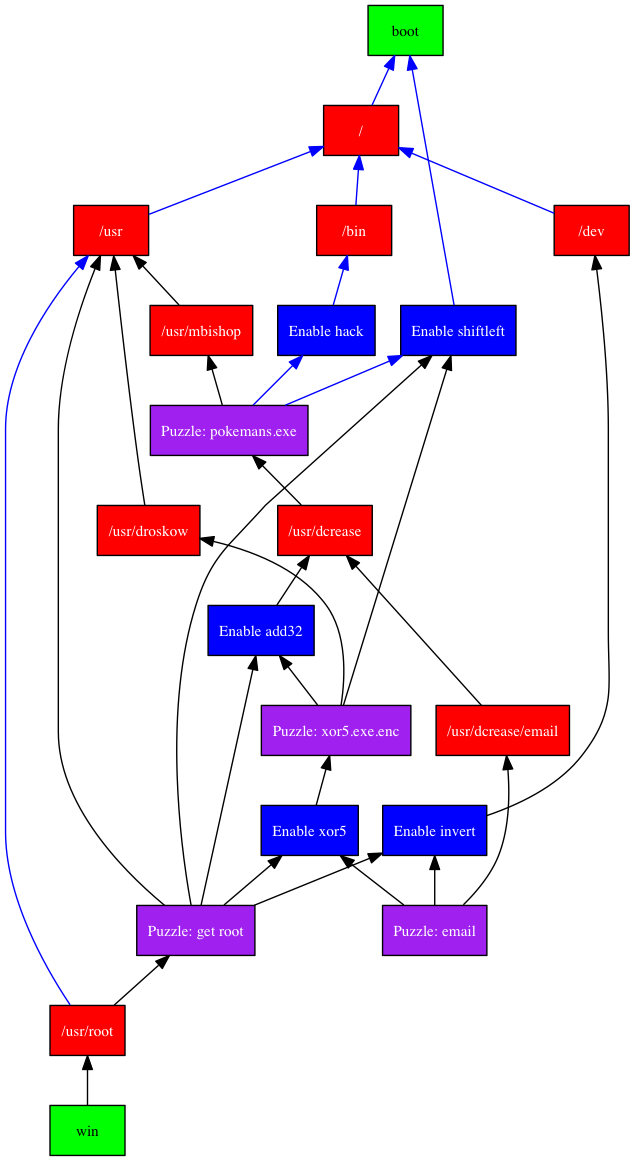 boot
/
/usr
/bin
/dev
/usr/mbishop
Enable hack
Enable shiftleft
Puzzle: pokemans.exe
/usr/droskow
/usr/dcrease
Enable add32
Puzzle: xor5.exe.enc
/usr/dcrease/email
Enable xor5
Enable invert
Puzzle: get root
Puzzle: email
/usr/root
win